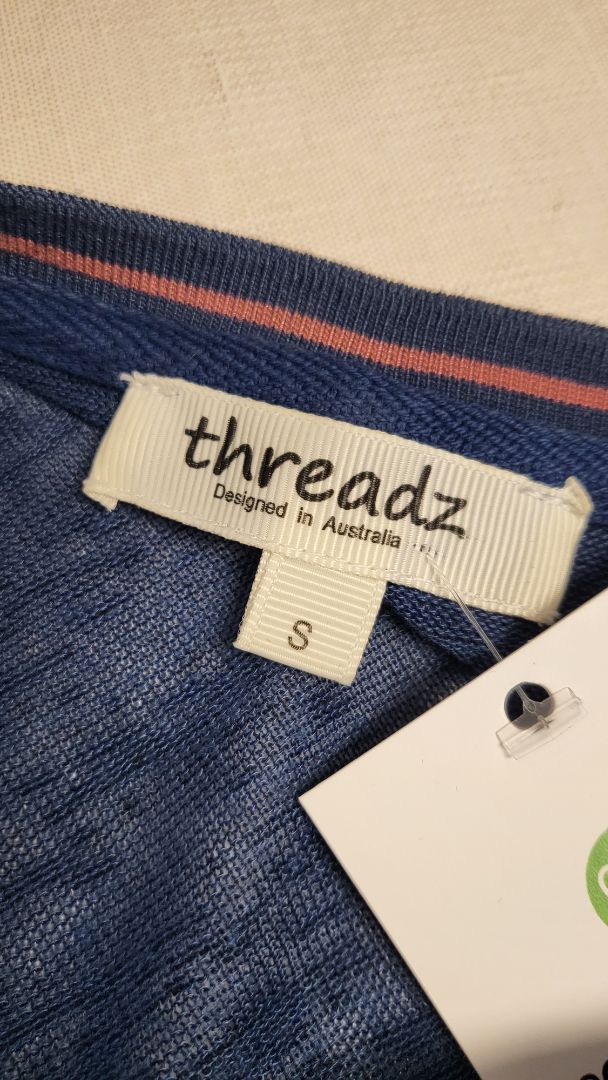 threadz
Designed in Australia
S